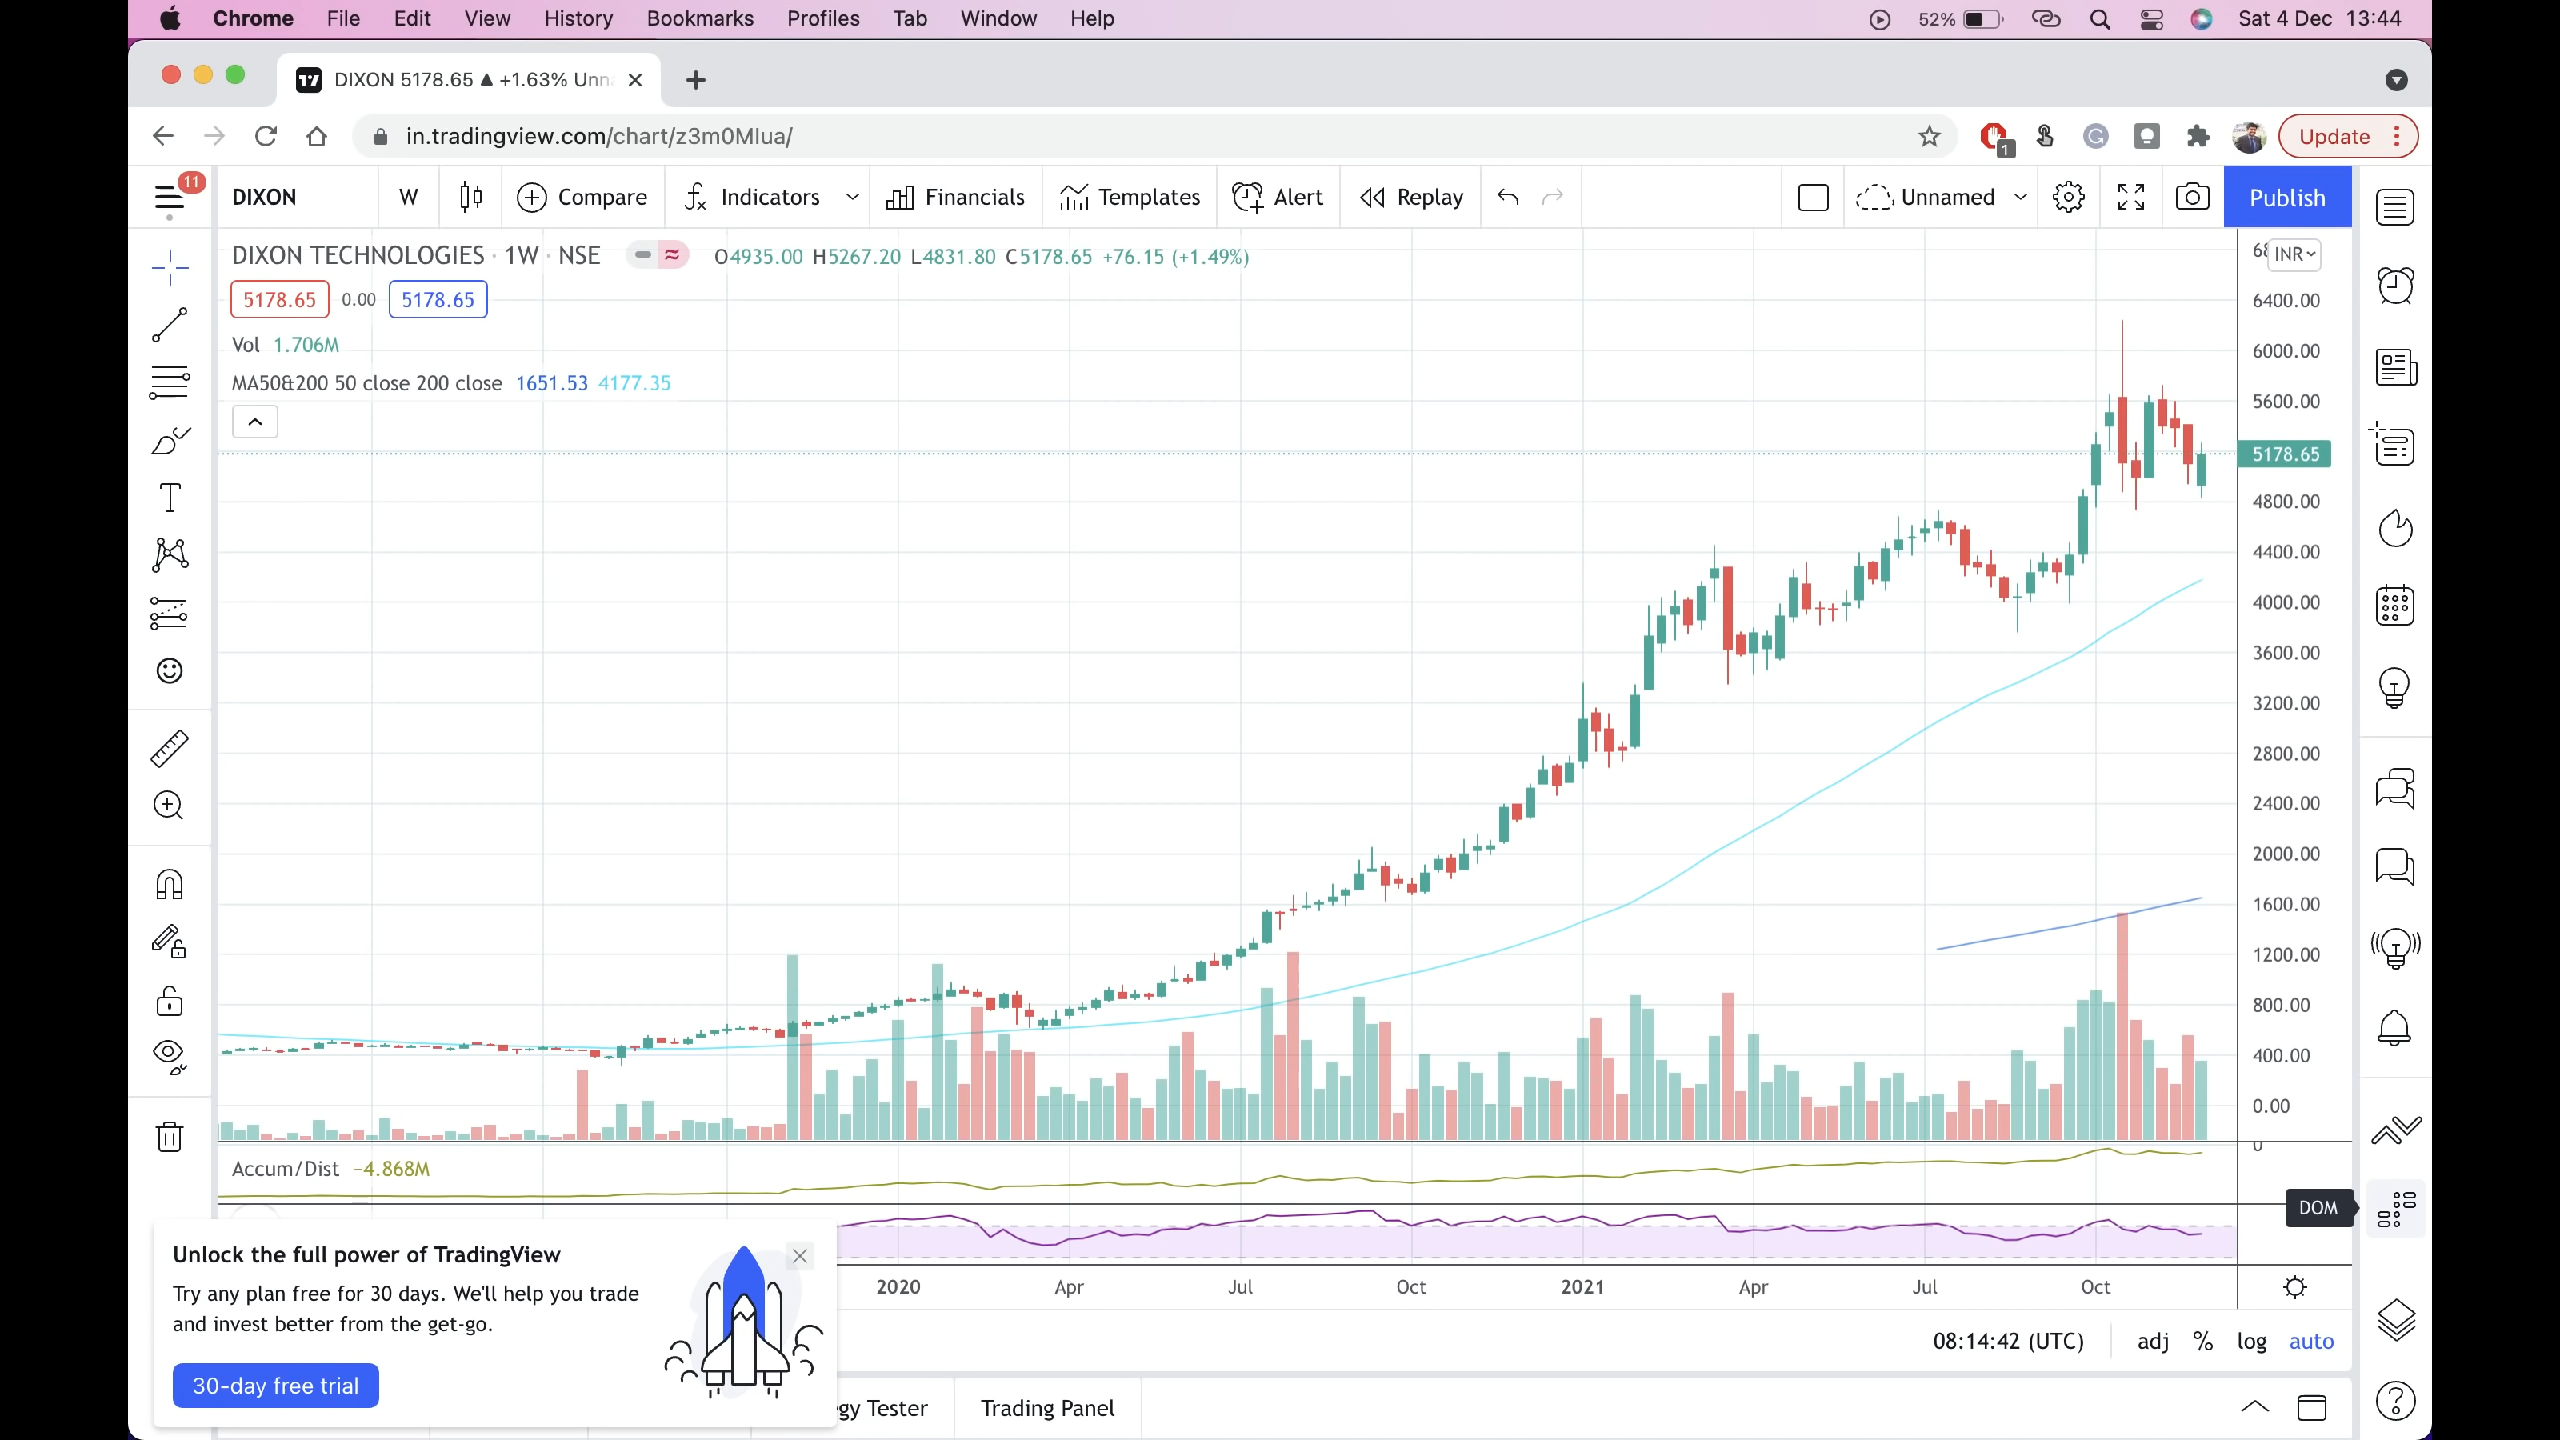 Chrome File Edit View History Bookmarks Profiles Tab Window Help 52% Sat 4 Dec 13:44
DIXON 5178.65 ▲ +1.63% Unn
in.tradingview.com/chart/z3m0MIua/
1
Update
11
DIXON W Compare Indicators Financials Templates Alert Replay Unnamed Publish
DIXON TECHNOLOGIES · 1W · NSE O4935.00 H5267.20 L4831.80 C5178.65 +76.15 (+1.49%)
INR
5178.65 0.00 5178.65
Vol 1.706M
MA50&200 50 close 200 close 1651.53 4177.35
6400.00
6000.00
5600.00
5178.65
4800.00
4400.00
4000.00
3600.00
3200.00
2800.00
2400.00
2000.00
1600.00
1200.00
800.00
400.00
0.00
0
Accum/Dist −4.868M
DOM
2020 Apr Jul Oct 2021 Apr Jul Oct
Unlock the full power of TradingView
Try any plan free for 30 days. We'll help you trade
and invest better from the get-go.
30-day free trial
08:14:42 (UTC) adj % log auto
gy Tester Trading Panel